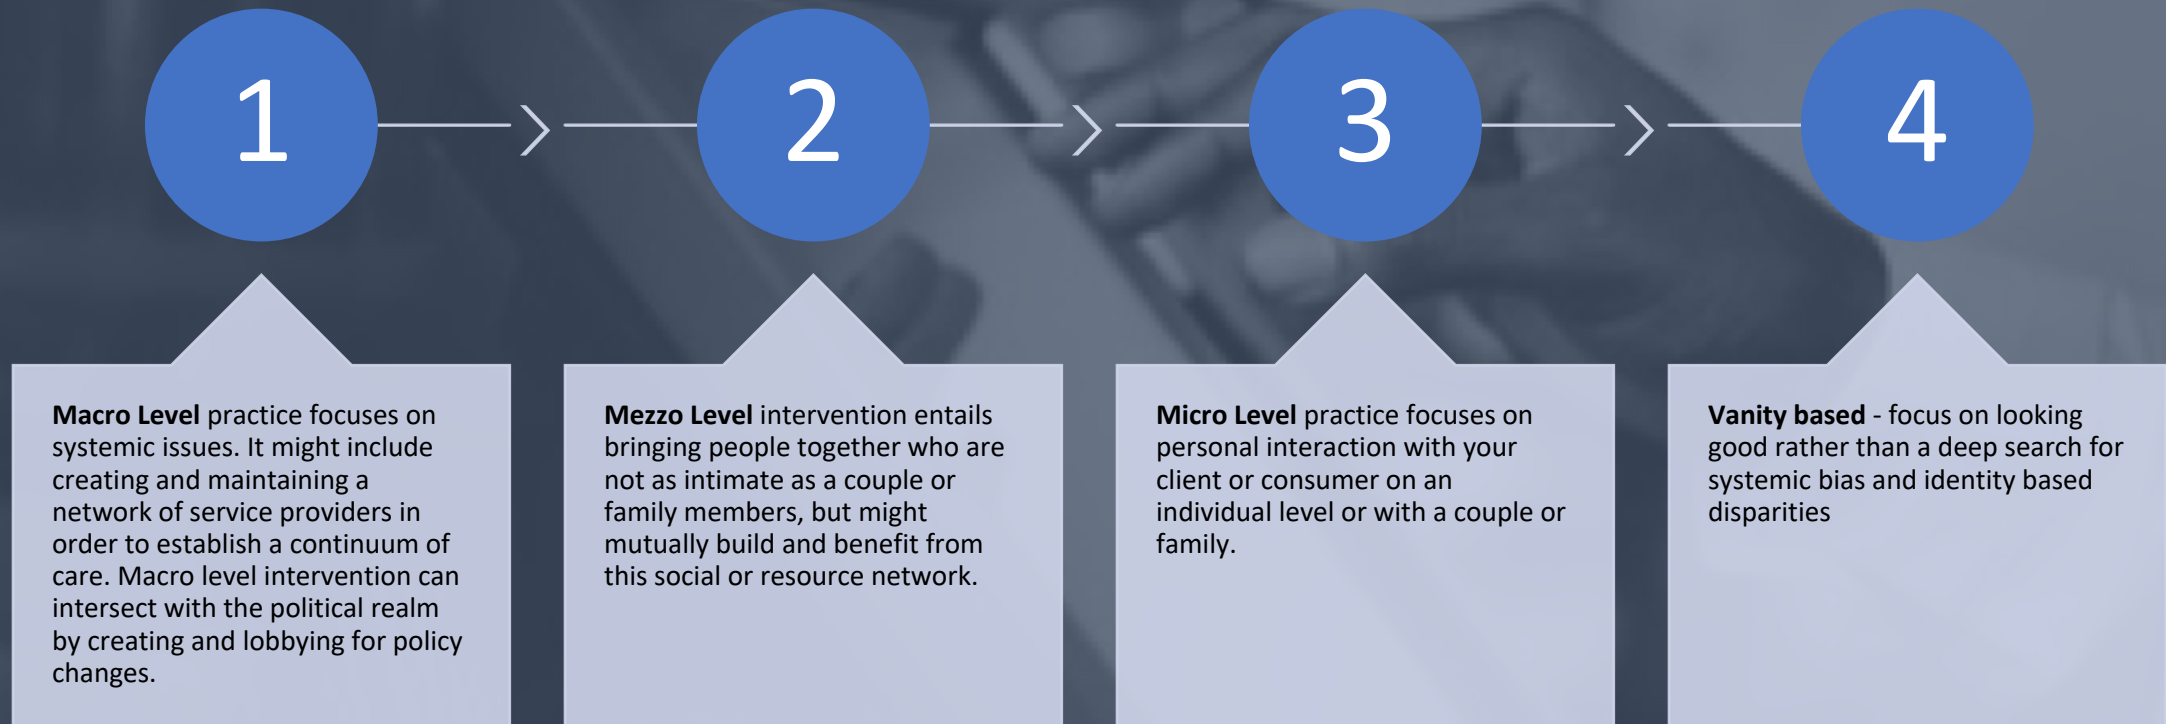 1
2
3
4
Macro Level practice focuses on
systemic issues. It might include
creating and maintaining a
network of service providers in
order to establish a continuum of
care. Macro level intervention can
intersect with the political realm
by creating and lobbying for policy
changes.
Mezzo Level intervention entails
bringing people together who are
not as intimate as a couple or
family members, but might
mutually build and benefit from
this social or resource network.
Micro Level practice focuses on
personal interaction with your
client or consumer on an
individual level or with a couple or
family.
Vanity based - focus on looking
good rather than a deep search for
systemic bias and identity based
disparities